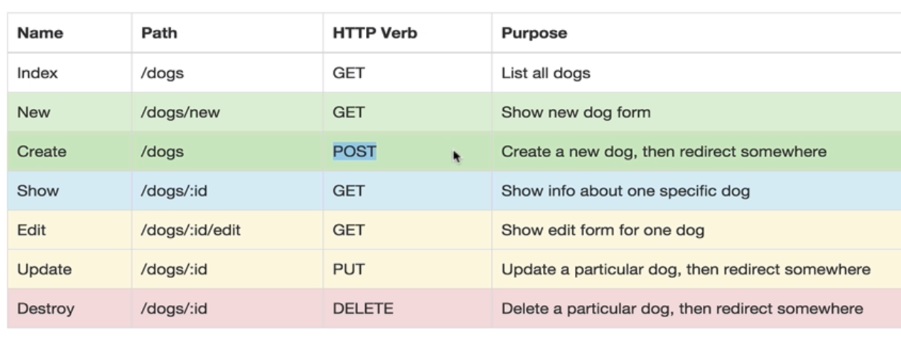 Name Path HTTP Verb Purpose
Index /dogs GET List all dogs
New /dogs/new GET Show new dog form
Create /dogs POST Create a new dog, then redirect somewhere
Show /dogs/:id GET Show info about one specific dog
Edit /dogs/:id/edit GET Show edit form for one dog
Update /dogs/:id PUT Update a particular dog, then redirect somewhere
Destroy /dogs/:id DELETE Delete a particular dog, then redirect somewhere